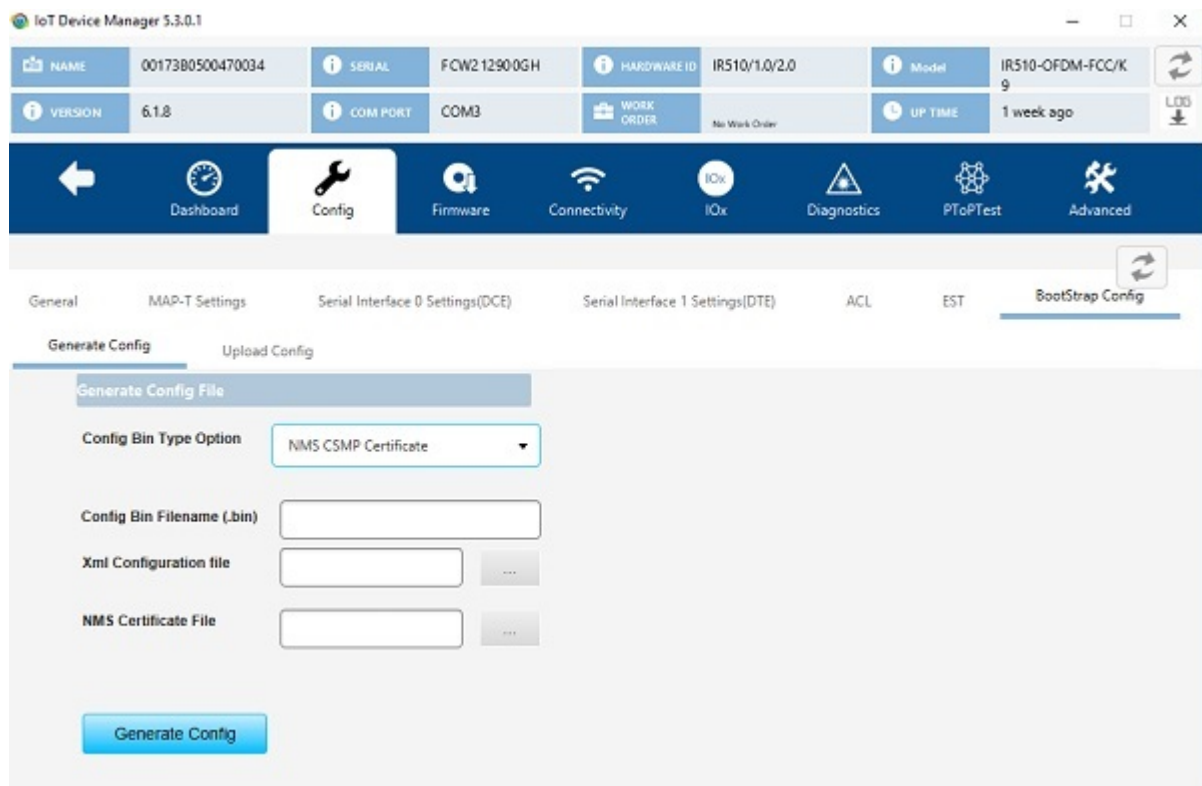 IoT Device Manager 5.3.0.1
NAME 00173B0500470034 SERIAL FCW212900GH HARDWARE ID IR510/1.0/2.0 Model IR510-OFDM-FCC/K
9
VERSION 6.1.8 COM PORT COM3 WORK
ORDER No Work Order UP TIME 1 week ago LOG
Dashboard Config Firmware Connectivity IOx
IOx Diagnostics PToPTest Advanced
General MAP-T Settings Serial Interface 0 Settings(DCE) Serial Interface 1 Settings(DTE) ACL EST BootStrap Config
Generate Config Upload Config
Generate Config File
Config Bin Type Option NMS CSMP Certificate
Config Bin Filename (.bin)
Xml Configuration file ...
NMS Certificate File ...
Generate Config